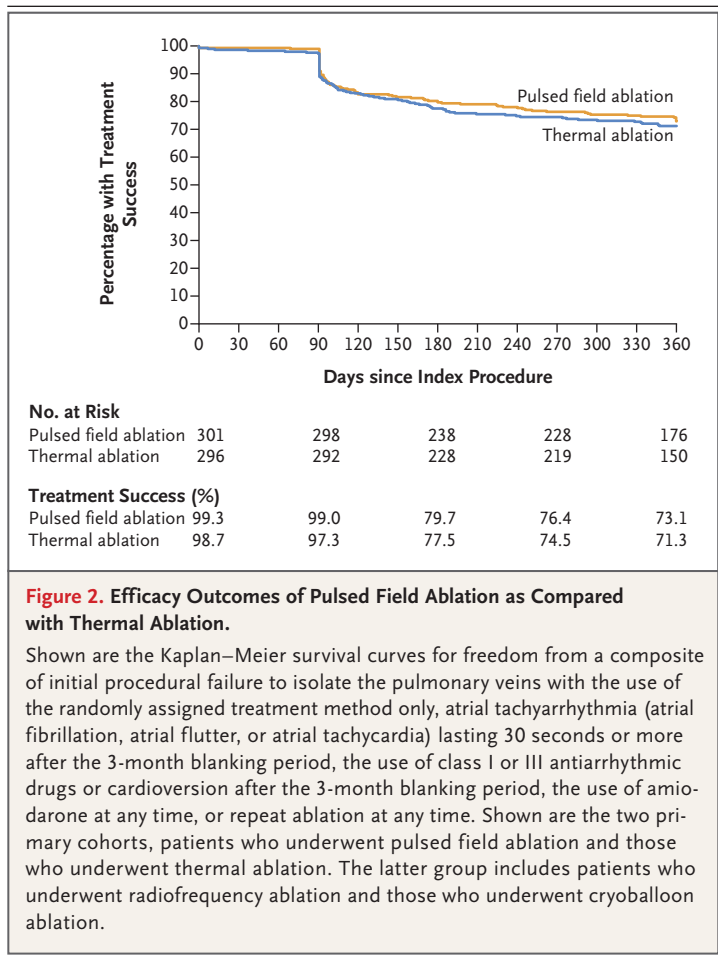 100
90
80
70
60
50
40
30
20
10
0
Percentage with Treatment
Success
Pulsed field ablation
Thermal ablation
0 30 60 90 120 150 180 210 240 270 300 330 360
Days since Index Procedure
No. at Risk
Pulsed field ablation 301 298 238 228 176
Thermal ablation 296 292 228 219 150
Treatment Success (%)
Pulsed field ablation 99.3 99.0 79.7 76.4 73.1
Thermal ablation 98.7 97.3 77.5 74.5 71.3
Figure 2. Efficacy Outcomes of Pulsed Field Ablation as Compared
with Thermal Ablation.
Shown are the Kaplan–Meier survival curves for freedom from a composite
of initial procedural failure to isolate the pulmonary veins with the use of
the randomly assigned treatment method only, atrial tachyarrhythmia (atrial
fibrillation, atrial flutter, or atrial tachycardia) lasting 30 seconds or more
after the 3-month blanking period, the use of class I or III antiarrhythmic
drugs or cardioversion after the 3-month blanking period, the use of amio-
darone at any time, or repeat ablation at any time. Shown are the two pri-
mary cohorts, patients who underwent pulsed field ablation and those
who underwent thermal ablation. The latter group includes patients who
underwent radiofrequency ablation and those who underwent cryoballoon
ablation.